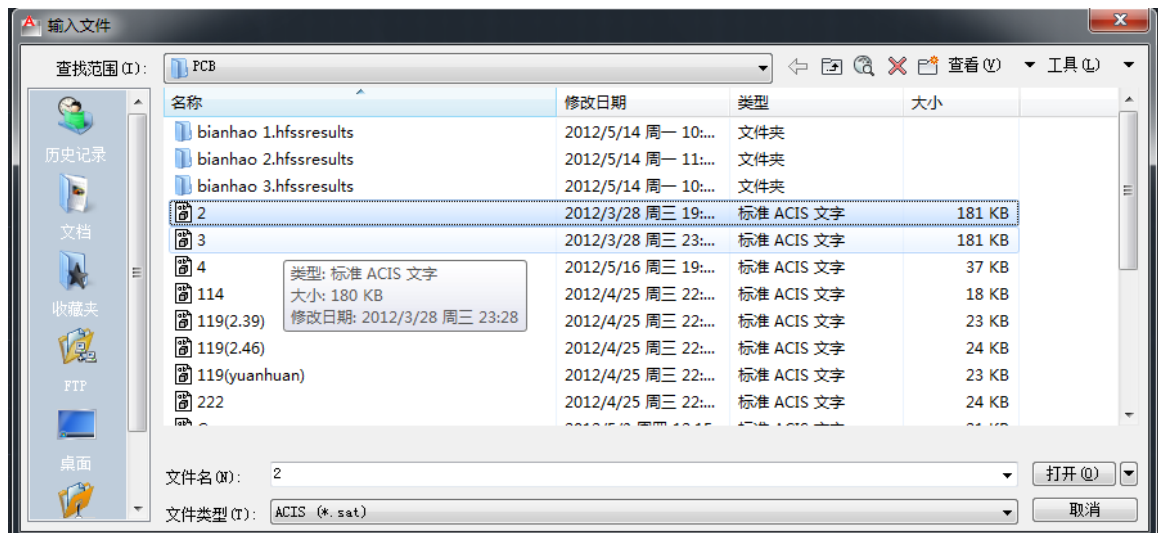 输入文件
查找范围(I): PCB 查看(V) 工具(L)
名称 修改日期 类型 大小
bianhao 1.hfssresults 2012/5/14 周一 10:... 文件夹
bianhao 2.hfssresults 2012/5/14 周一 11:... 文件夹
bianhao 3.hfssresults 2012/5/14 周一 10:... 文件夹
2 2012/3/28 周三 19:... 标准 ACIS 文字 181 KB
3 2012/3/28 周三 23:... 标准 ACIS 文字 181 KB
4 2012/5/16 周三 19:... 标准 ACIS 文字 37 KB
114 2012/4/25 周三 22:... 标准 ACIS 文字 18 KB
119(2.39) 2012/4/25 周三 22:... 标准 ACIS 文字 23 KB
119(2.46) 2012/4/25 周三 22:... 标准 ACIS 文字 24 KB
119(yuanhuan) 2012/4/25 周三 22:... 标准 ACIS 文字 23 KB
222 2012/4/25 周三 22:... 标准 ACIS 文字 24 KB
类型: 标准 ACIS 文字
大小: 180 KB
修改日期: 2012/3/28 周三 23:28
历史记录
文档
收藏夹
FTP
桌面
文件名(N): 2 打开(O)
文件类型(T): ACIS (*.sat) 取消